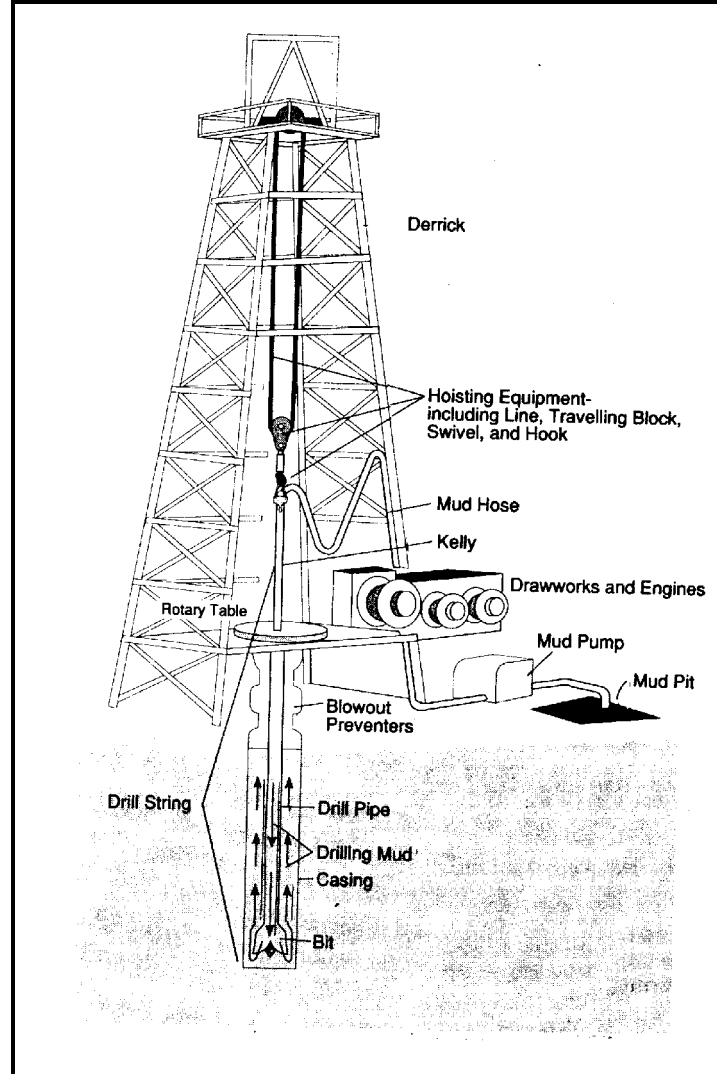 Derrick
Hoisting Equipment-
including Line, Travelling Block,
Swivel, and Hook
Mud Hose
Kelly
Drawworks and Engines
Rotary Table
Mud Pump
Mud Pit
Blowout
Preventers
Drill String
Drill Pipe
Drilling Mud
Casing
Bit